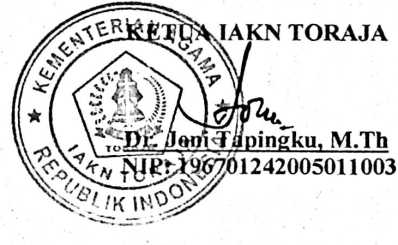 KETUA IAKN TORAJA
KEMENTERIAN AGAMA
IAKN TORAJA
REPUBLIK INDONESIA
Dr. Joni Tapingku, M.Th
NIP: 196701242005011003